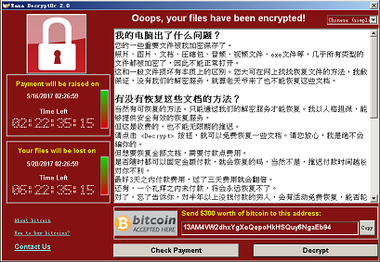 Wana Decrypt0r 2.0
Ooops, your files have been encrypted!
Chinese (simpl
Payment will be raised on
5/16/2017 02:26:59
Time Left
02:22:35:15
Your files will be lost on
5/20/2017 02:26:59
Time Left
06:22:35:15
About bitcoin
How to buy bitcoins?
Contact Us
我的电脑出了什么问题？
您的一些重要文件被我加密保存了。
照片、图片、文档、压缩包、音频、视频文件、exe文件等，几乎所有类型的
文件都被加密了，因此不能正常打开。
这和一般文件损坏有本质上的区别。您大可在网上找找恢复文件的方法，我敢
保证，没有我们的解密服务，就算老天爷来了也不能恢复这些文档。
有没有恢复这些文档的方法？
当然有可恢复的方法。只能通过我们的解密服务才能恢复。我以人格担保，能
够提供安全有效的恢复服务。
但这是收费的，也不能无限期的推迟。
请点击 <Decrypt> 按钮，就可以免费恢复一些文档。请您放心，我是绝不会
骗你的。
但想要恢复全部文档，需要付款点费用。
是否随时都可以固定金额付款，就会恢复的吗，当然不是，推迟付款时间越长
对你不利。
最好3天之内付款费用，过了三天费用就会翻倍。
还有，一个礼拜之内未付款，将会永远恢复不了。
对了，忘了告诉你，对半年以上没钱付款的穷人，会有活动免费恢复，能否轮
bitcoin
ACCEPTED HERE
Send $300 worth of bitcoin to this address:
Copy
Check Payment
Decrypt